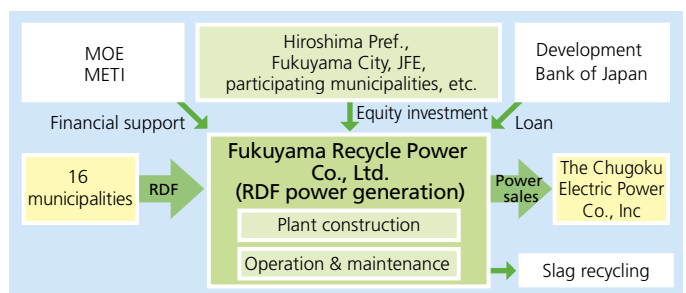 MOE
METI
Hiroshima Pref.,
Fukuyama City, JFE,
participating municipalities, etc.
Development
Bank of Japan
Financial support
Equity investment
Loan
16
municipalities
RDF
Fukuyama Recycle Power
Co., Ltd.
(RDF power generation)
Plant construction
Operation & maintenance
Power
sales
The Chugoku
Electric Power
Co., Inc
Slag recycling